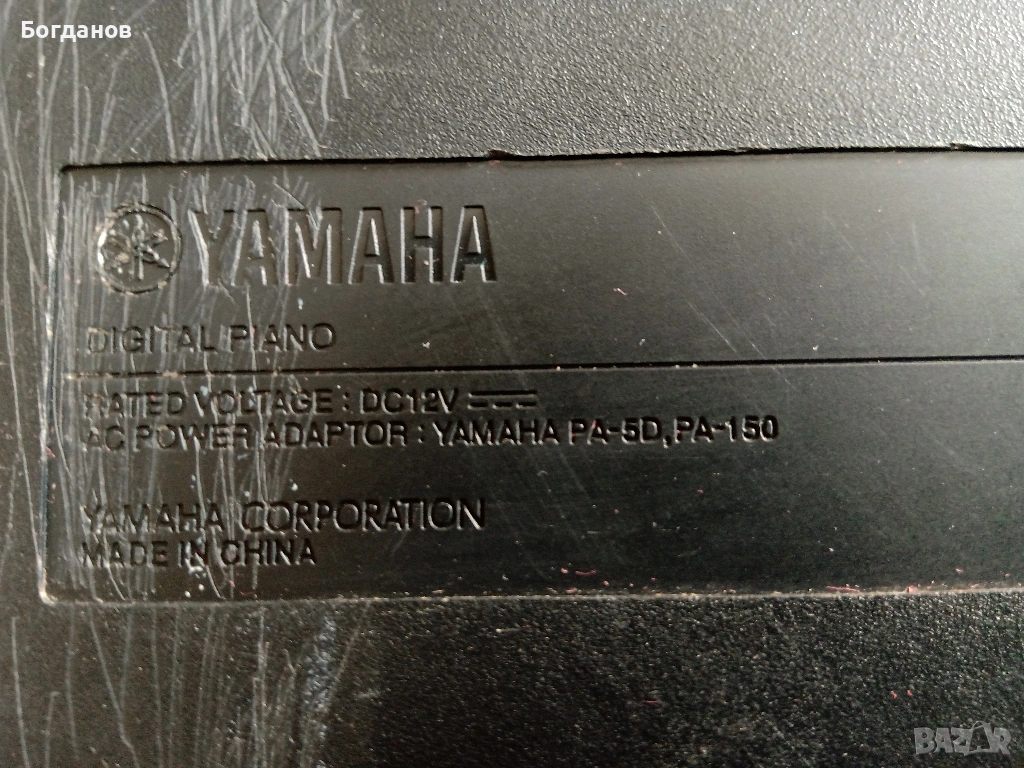 Богданов
YAMAHA
DIGITAL PIANO
RATED VOLTAGE : DC12V
AC POWER ADAPTOR : YAMAHA PA-5D, PA-150
YAMAHA CORPORATION
MADE IN CHINA
BAZAR